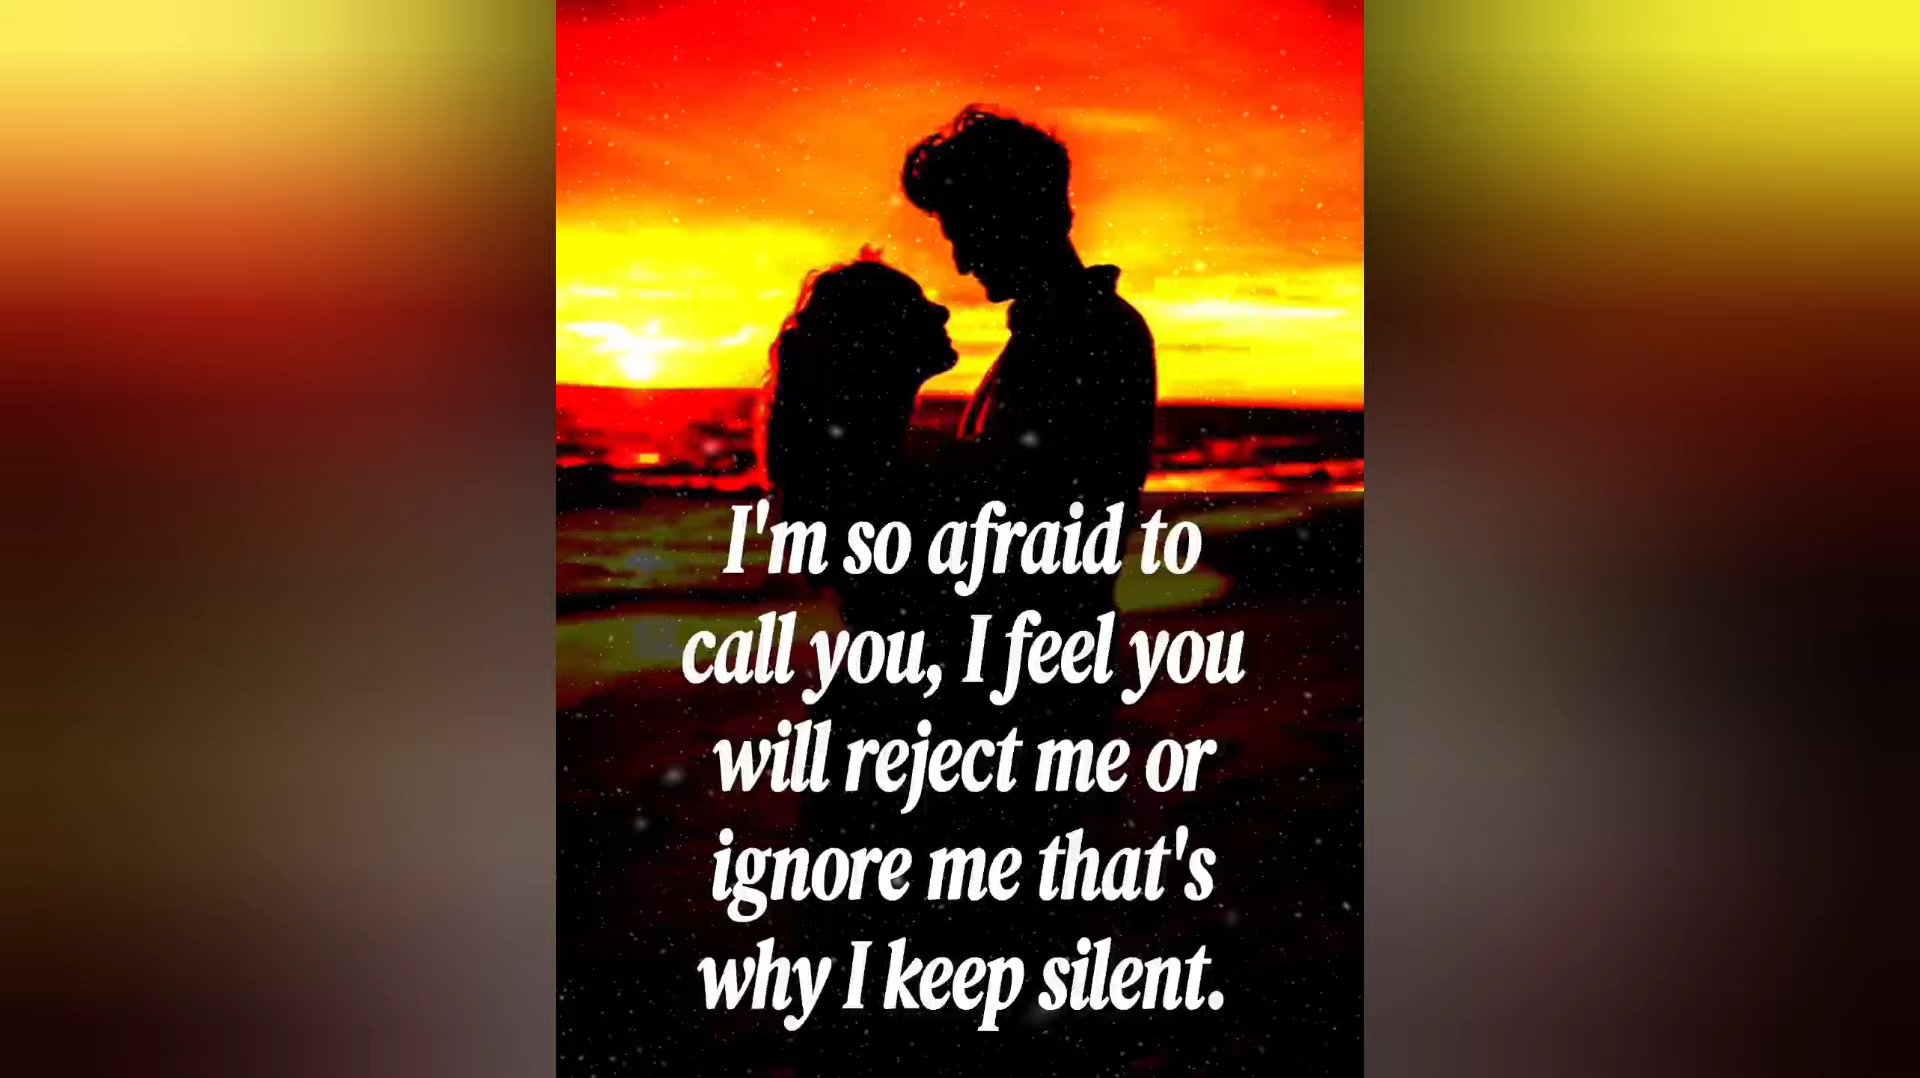 I'm so afraid to
call you, I feel you
will reject me or
ignore me that's
why I keep silent.